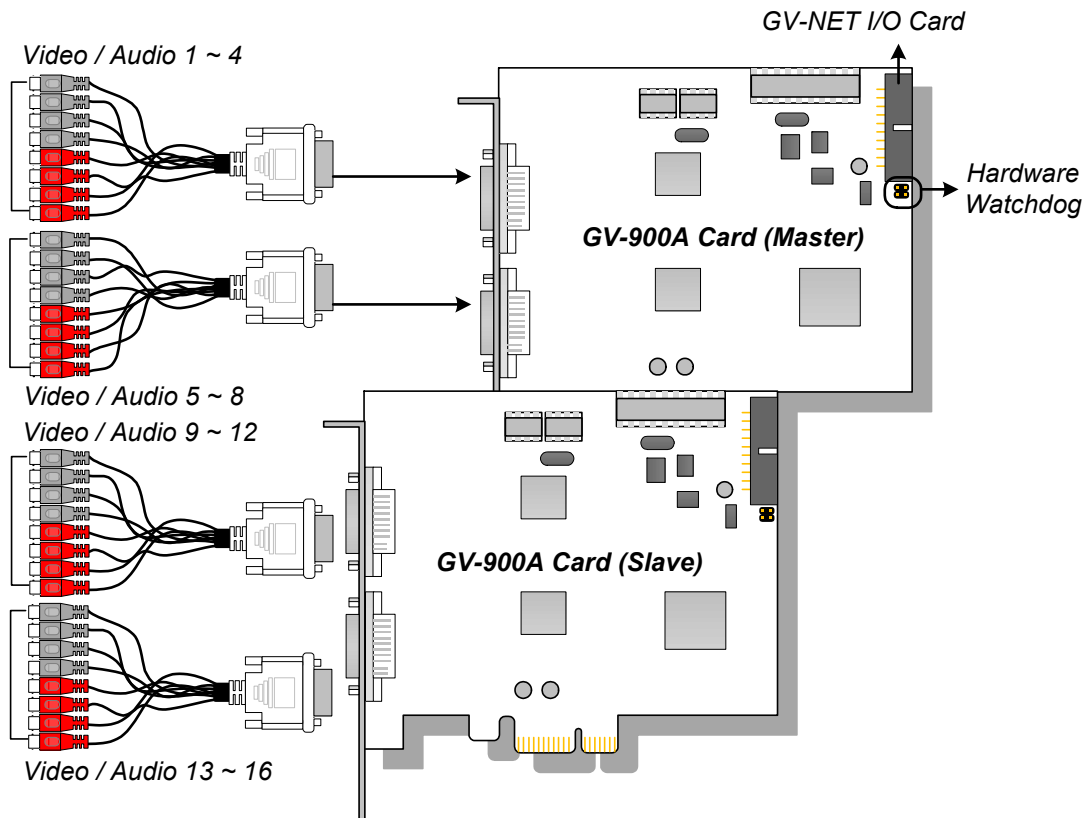 GV-NET I/O Card
Video / Audio 1 ~ 4
Hardware
Watchdog
GV-900A Card (Master)
Video / Audio 5 ~ 8
Video / Audio 9 ~ 12
GV-900A Card (Slave)
Video / Audio 13 ~ 16